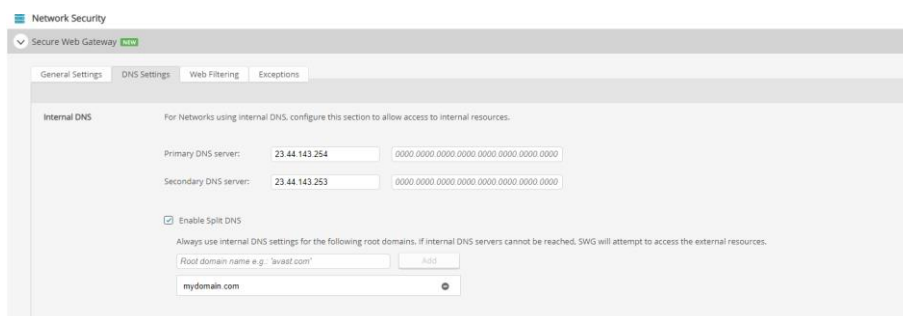 Network Security
Secure Web Gateway NEW
General Settings DNS Settings Web Filtering Exceptions
Internal DNS For Networks using internal DNS, configure this section to allow access to internal resources.
Primary DNS server: 23.44.143.254 0000.0000.0000.0000.0000.0000.0000.0000
Secondary DNS server: 23.44.143.253 0000.0000.0000.0000.0000.0000.0000.0000
Enable Split DNS
Always use internal DNS settings for the following root domains. If internal DNS servers cannot be reached, SWG will attempt to access the external resources.
Root domain name e.g.: 'avast.com' Add
mydomain.com